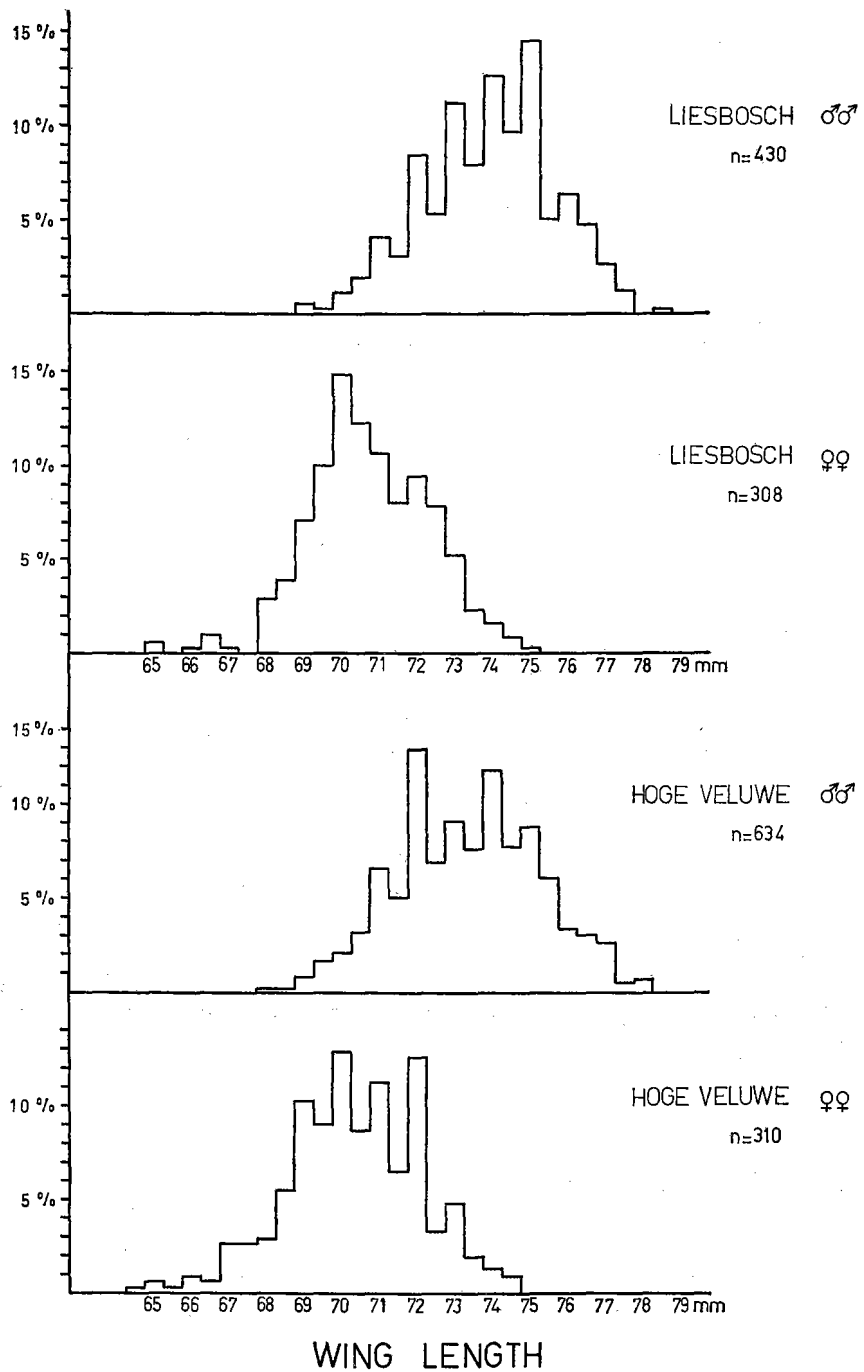 15 %
10 %
5 %
LIESBOSCH ♂♂
n=430
15 %
10 %
5 %
LIESBOSCH ♀♀
n=308
65 66 67 68 69 70 71 72 73 74 75 76 77 78 79 mm
15 %
10 %
5 %
HOGE VELUWE ♂♂
n=634
10 %
5 %
HOGE VELUWE ♀♀
n=310
65 66 67 68 69 70 71 72 73 74 75 76 77 78 79 mm
WING LENGTH